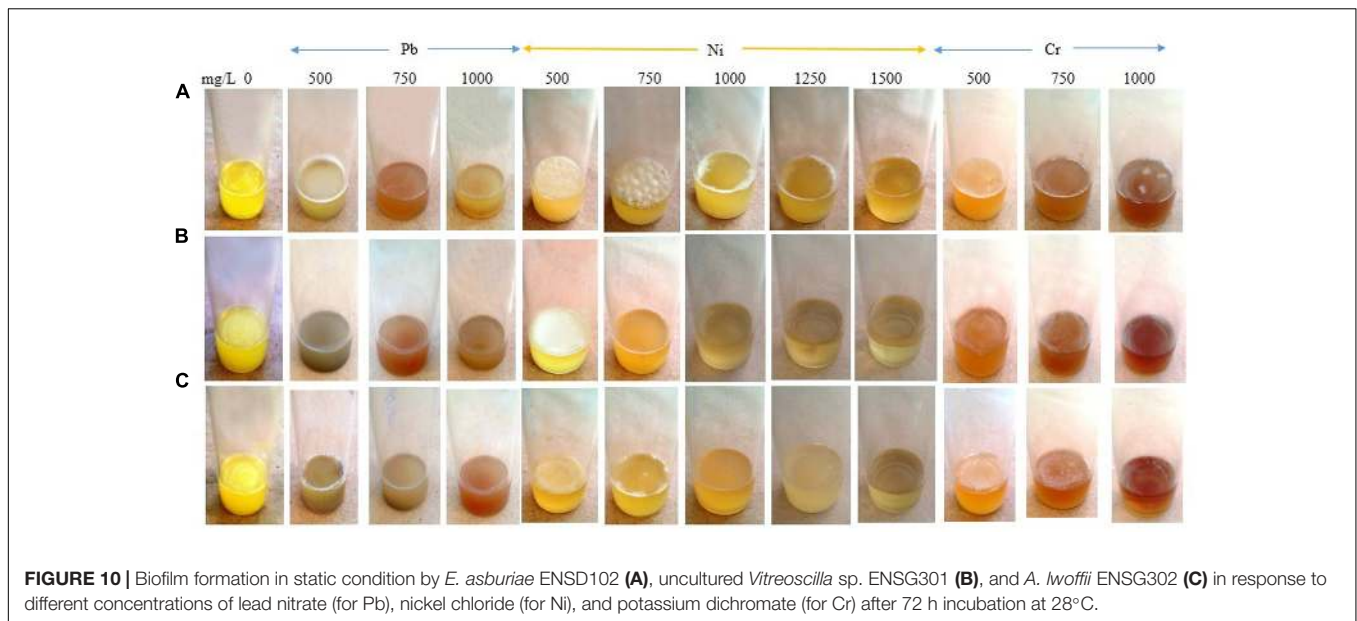 Pb Ni Cr
mg/L 0 500 750 1000 500 750 1000 1250 1500 500 750 1000
A
B
C
FIGURE 10 | Biofilm formation in static condition by E. asburiae ENSD102 (A), uncultured Vitreoscilla sp. ENSG301 (B), and A. lwoffii ENSG302 (C) in response to
different concentrations of lead nitrate (for Pb), nickel chloride (for Ni), and potassium dichromate (for Cr) after 72 h incubation at 28°C.